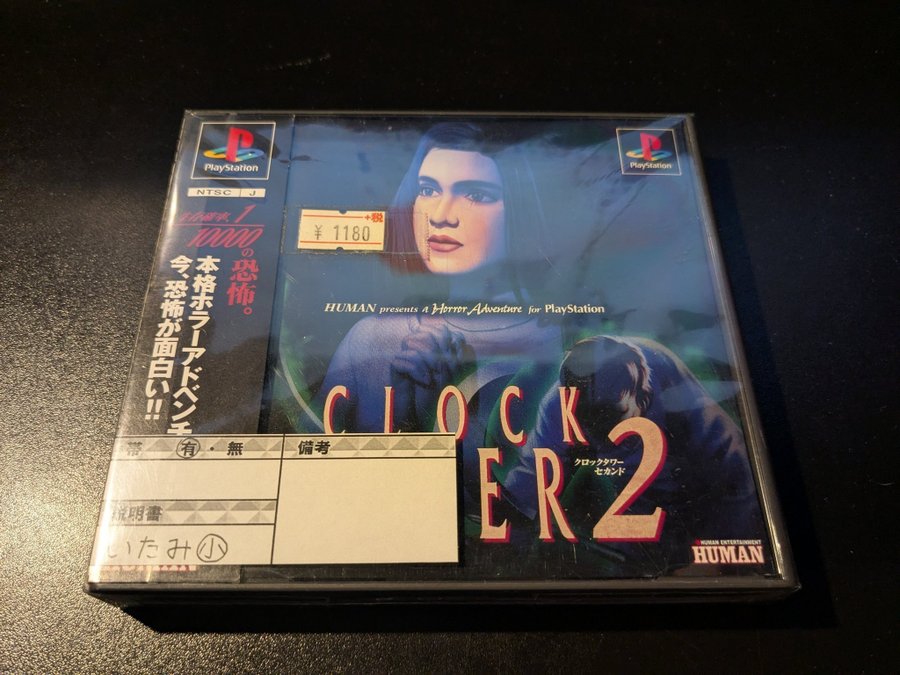 PlayStation
NTSC J
1
10000の恐怖。
本格ホラーアドベンチ
今、恐怖が面白い!!
+税
¥ 1180
PlayStation
HUMAN presents a Horror Adventure for PlayStation
CLOCK
ER 2
クロックタワー
セカンド
帯 有・無
備考
説明書
いたみ 小
HUMAN ENTERTAINMENT
HUMAN